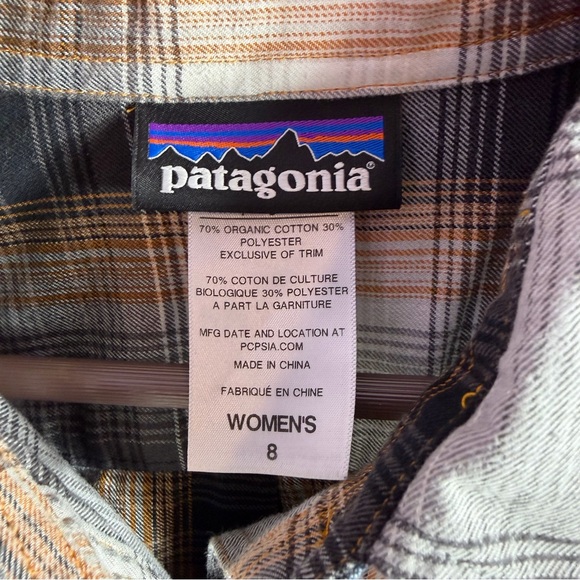 patagonia®
70% ORGANIC COTTON 30%
POLYESTER
EXCLUSIVE OF TRIM
70% COTON DE CULTURE
BIOLOGIQUE 30% POLYESTER
A PART LA GARNITURE
MFG DATE AND LOCATION AT
PCPSIA.COM
MADE IN CHINA
FABRIQUÉ EN CHINE
WOMEN'S
8